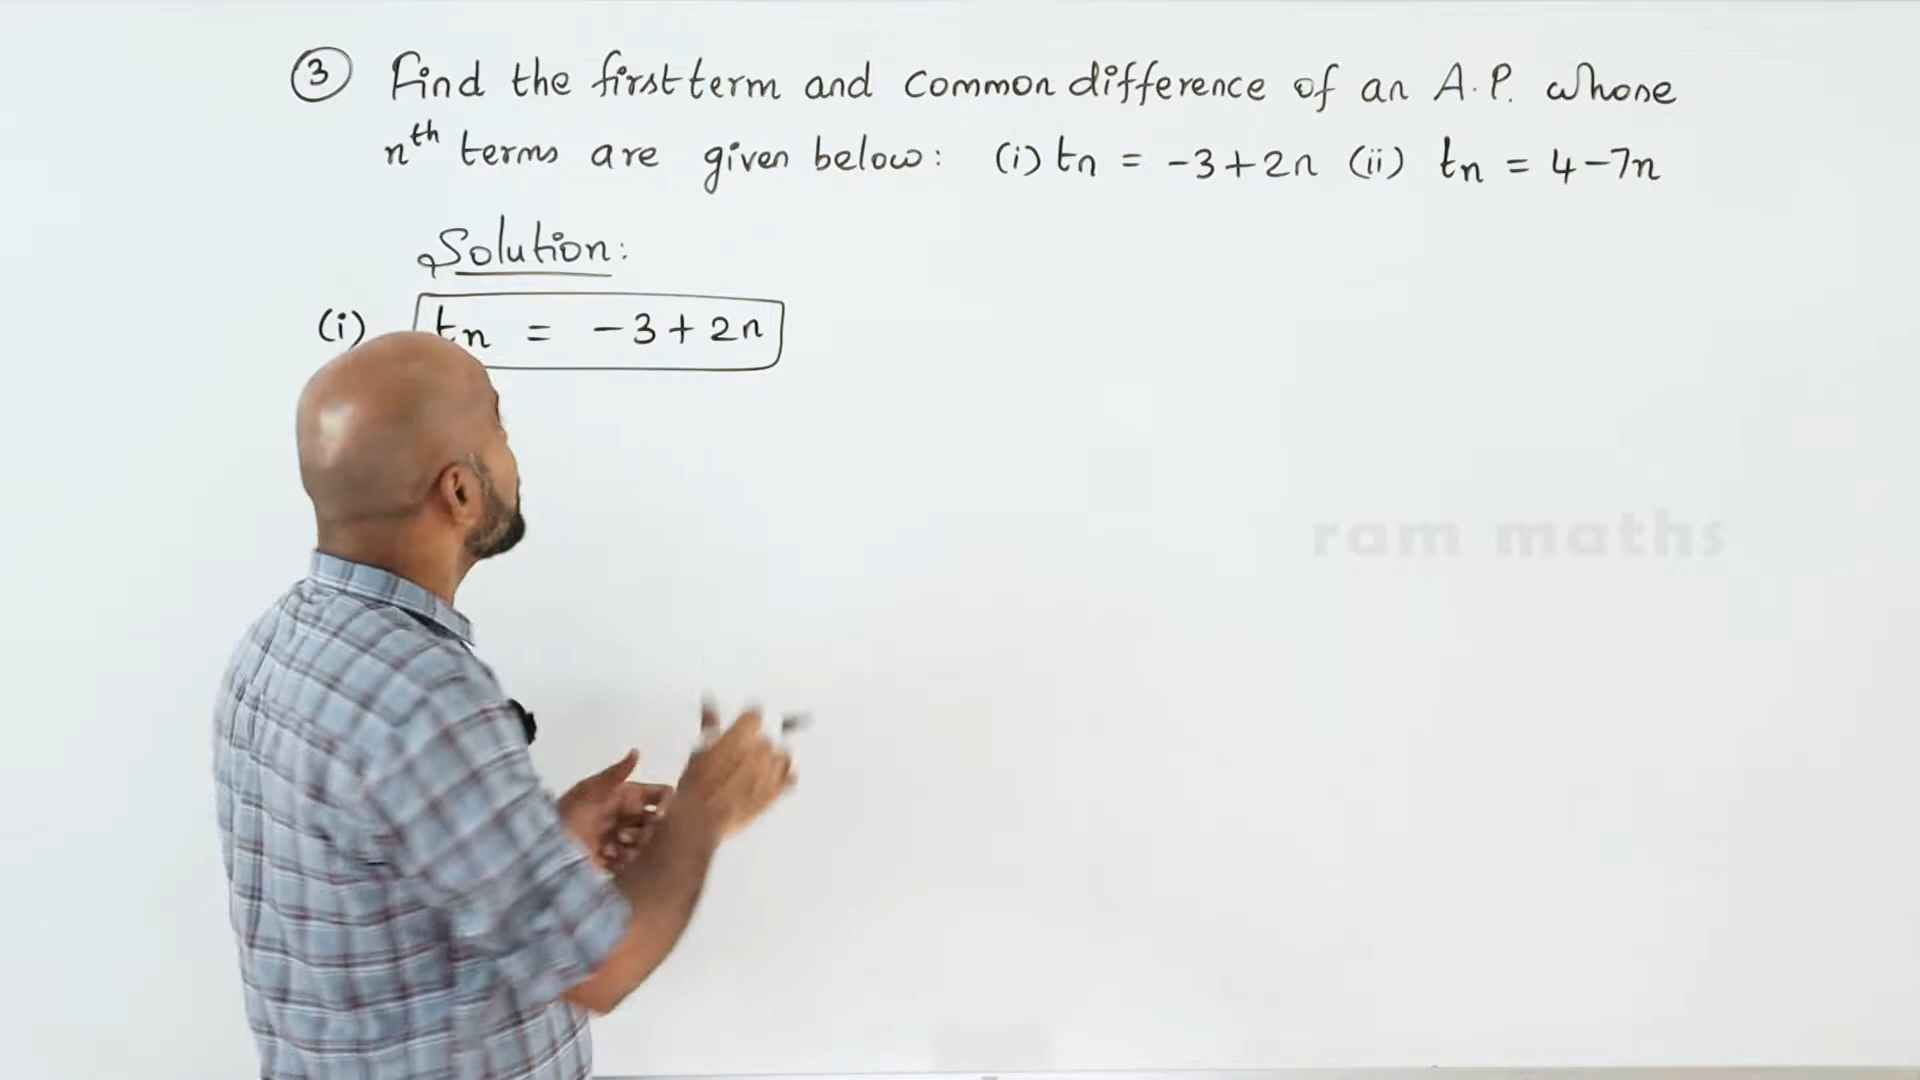 ③ Find the first term and common difference of an A.P. whose
nᵗʰ terms are given below: (i) tn = -3+2n (ii) tn = 4-7n
Solution:
(i) tn = -3+2n
ram maths